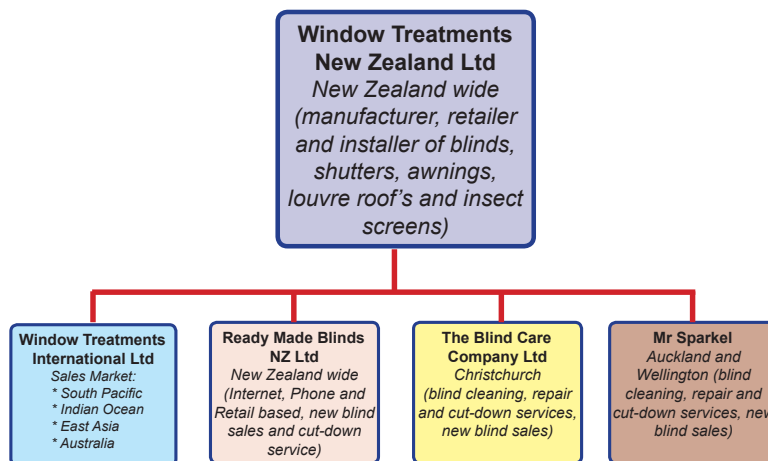 Window Treatments
New Zealand Ltd
New Zealand wide
(manufacturer, retailer
and installer of blinds,
shutters, awnings,
louvre roof's and insect
screens)
Window Treatments
International Ltd
Sales Market:
* South Pacific
* Indian Ocean
* East Asia
* Australia
Ready Made Blinds
NZ Ltd
New Zealand wide
(Internet, Phone and
Retail based, new blind
sales and cut-down
service)
The Blind Care
Company Ltd
Christchurch
(blind cleaning, repair
and cut-down services,
new blind sales)
Mr Sparkel
Auckland and
Wellington (blind
cleaning, repair and
cut-down services, new
blind sales)